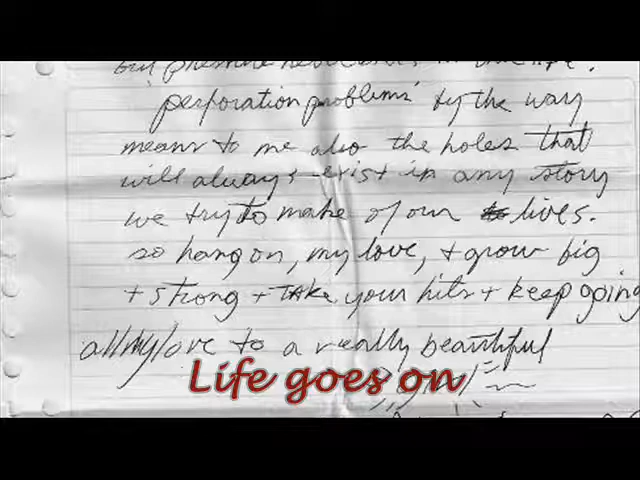 but pressure
'perforation problems' by the way
means to me also the holes that
will always exist in any story
we try to make of our lives.
so hang on, my love, + grow big
+ strong + take your hits + keep going
all my love to a really beautiful
Life goes on